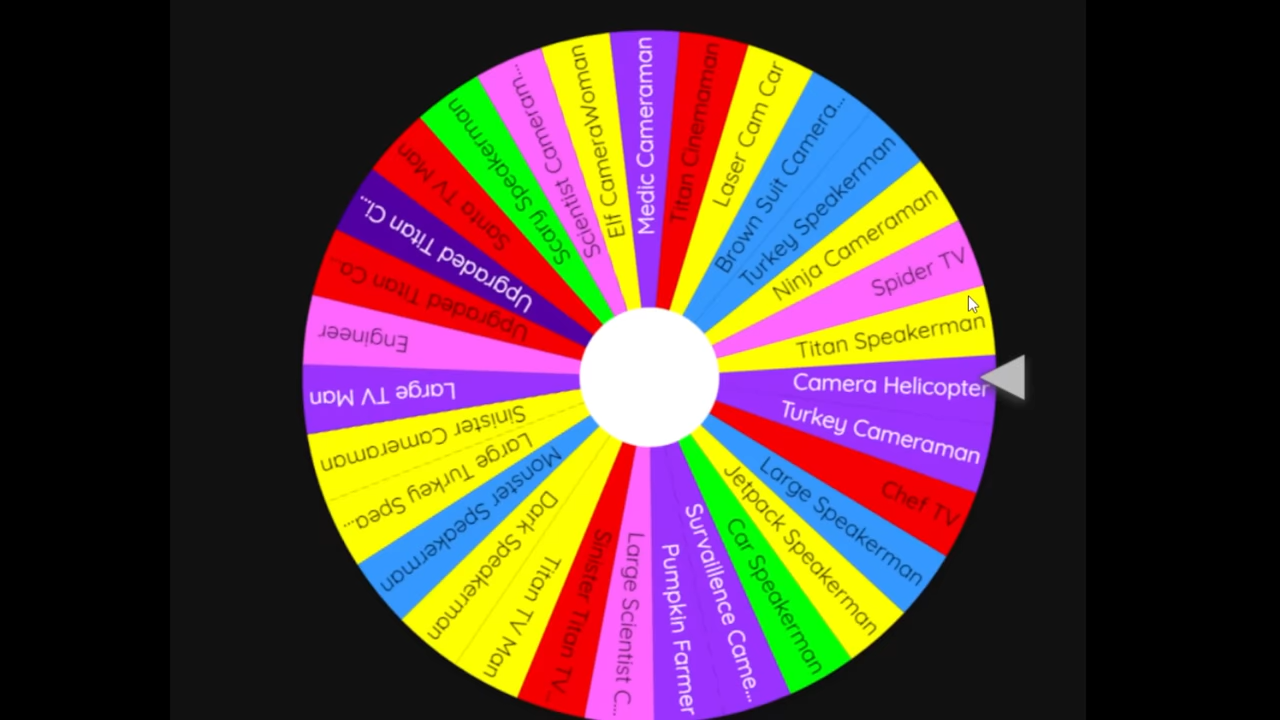 Medic Cameraman
Titan Cinemaman
Laser Cam Car
Brown Suit Camera...
Turkey Speakerman
Ninja Cameraman
Spider TV
Titan Speakerman
Camera Helicopter
Turkey Cameraman
Chef TV
Large Speakerman
Jetpack Speakerman
Car Speakerman
Survaillence Came...
Pumpkin Farmer
Large Scientist C...
Sinister Titan TV...
Titan TV Man
Dark Speakerman
Monster Speakerman
Large Turkey Spea...
Sinister Cameraman
Large TV Man
Engineer
Upgroded Titan Ca...
Upgraded Titan Ci...
Santa TV Man
Scary Speakerman
Scientist Cameram...
Elf CameraWoman